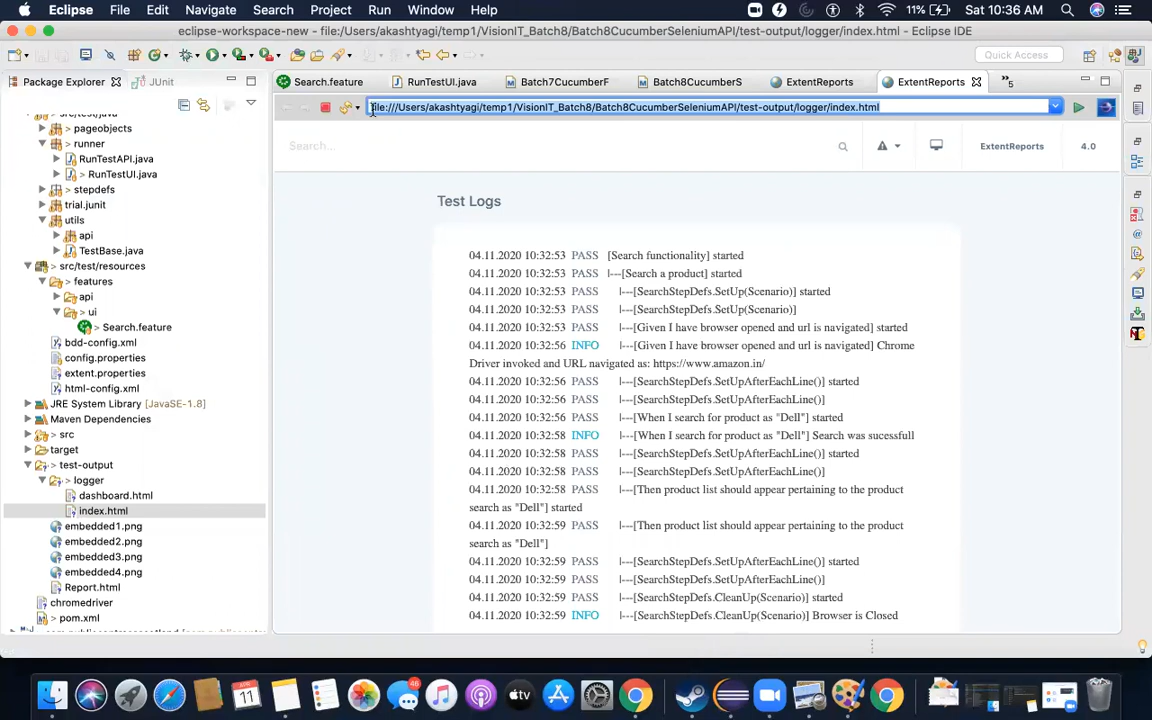 Eclipse File Edit Navigate Search Project Run Window Help 11% Sat 10:36 AM
eclipse-workspace-new - file:/Users/akashtyagi/temp1/VisionIT_Batch8/Batch8CucumberSeleniumAPI/test-output/logger/index.html - Eclipse IDE
Quick Access
Package Explorer JUnit
Search.feature RunTestUI.java Batch7CucumberF Batch8CucumberS ExtentReports ExtentReports »5
file:///Users/akashtyagi/temp1/VisionIT_Batch8/Batch8CucumberSeleniumAPI/test-output/logger/index.html
Search... ExtentReports 4.0
src/test/java
pageobjects
> runner
RunTestAPI.java
> RunTestUI.java
> stepdefs
trial.junit
utils
api
TestBase.java
> src/test/resources
features
> api
> ui
> Search.feature
bdd-config.xml
config.properties
extent.properties
html-config.xml
JRE System Library [JavaSE-1.8]
Maven Dependencies
> src
target
> test-output
> logger
dashboard.html
index.html
embedded1.png
embedded2.png
embedded3.png
embedded4.png
Report.html
chromedriver
> pom.xml
Test Logs
04.11.2020 10:32:53 PASS [Search functionality] started
04.11.2020 10:32:53 PASS |---[Search a product] started
04.11.2020 10:32:53 PASS |---[SearchStepDefs.SetUp(Scenario)] started
04.11.2020 10:32:53 PASS |---[SearchStepDefs.SetUp(Scenario)]
04.11.2020 10:32:53 PASS |---[Given I have browser opened and url is navigated] started
04.11.2020 10:32:56 INFO |---[Given I have browser opened and url is navigated] Chrome
Driver invoked and URL navigated as: https://www.amazon.in/
04.11.2020 10:32:56 PASS |---[SearchStepDefs.SetUpAfterEachLine()] started
04.11.2020 10:32:56 PASS |---[SearchStepDefs.SetUpAfterEachLine()]
04.11.2020 10:32:56 PASS |---[When I search for product as "Dell"] started
04.11.2020 10:32:58 INFO |---[When I search for product as "Dell"] Search was sucessfull
04.11.2020 10:32:58 PASS |---[SearchStepDefs.SetUpAfterEachLine()] started
04.11.2020 10:32:58 PASS |---[SearchStepDefs.SetUpAfterEachLine()]
04.11.2020 10:32:58 PASS |---[Then product list should appear pertaining to the product
search as "Dell"] started
04.11.2020 10:32:59 PASS |---[Then product list should appear pertaining to the product
search as "Dell"]
04.11.2020 10:32:59 PASS |---[SearchStepDefs.SetUpAfterEachLine()] started
04.11.2020 10:32:59 PASS |---[SearchStepDefs.SetUpAfterEachLine()]
04.11.2020 10:32:59 PASS |---[SearchStepDefs.CleanUp(Scenario)] started
04.11.2020 10:32:59 INFO |---[SearchStepDefs.CleanUp(Scenario)] Browser is Closed
46
11
tv